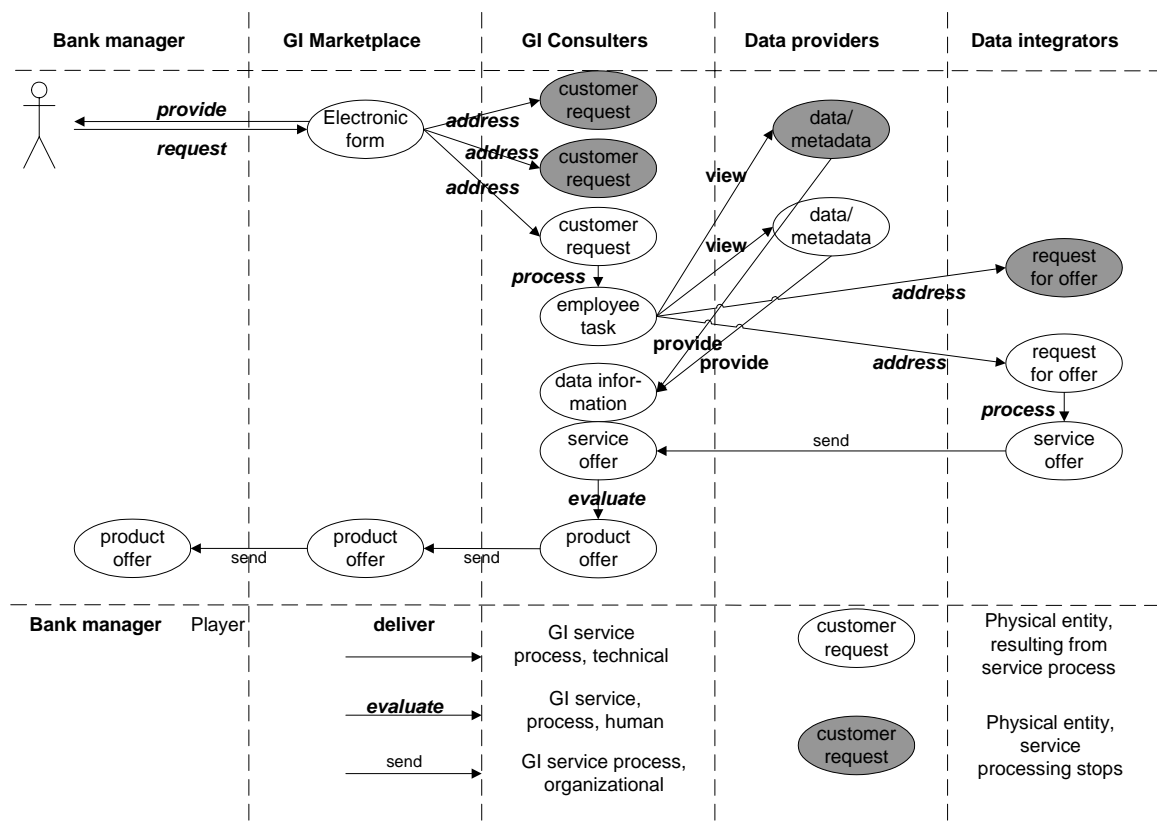 Bank manager
GI Marketplace
GI Consulters
Data providers
Data integrators
provide
request
Electronic
form
address
address
address
customer
request
customer
request
customer
request
process
employee
task
view
view
data/
metadata
data/
metadata
provide
provide
address
address
request
for offer
request
for offer
process
service
offer
send
data infor-
mation
service
offer
evaluate
product
offer
send
product
offer
send
product
offer
Bank manager
Player
deliver
GI service
process, technical
evaluate
GI service,
process, human
send
GI service process,
organizational
customer
request
Physical entity,
resulting from
service process
customer
request
Physical entity,
service
processing stops